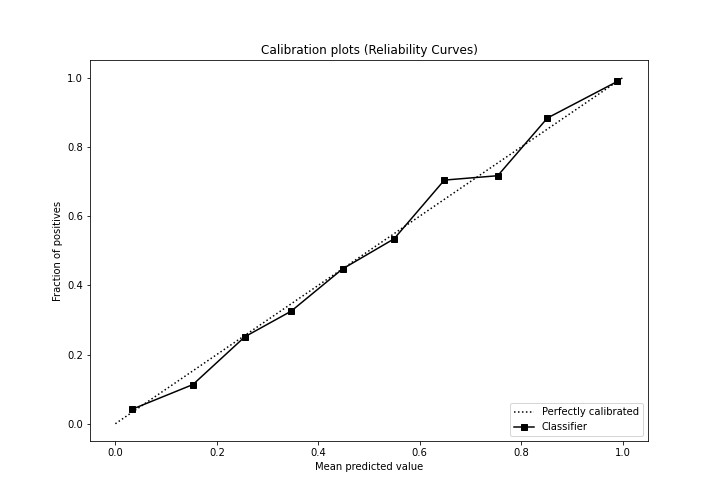 Calibration plots (Reliability Curves)
1.0
0.8
0.6
0.4
0.2
0.0
Fraction of positives
Perfectly calibrated
Classifier
0.0 0.2 0.4 0.6 0.8 1.0
Mean predicted value